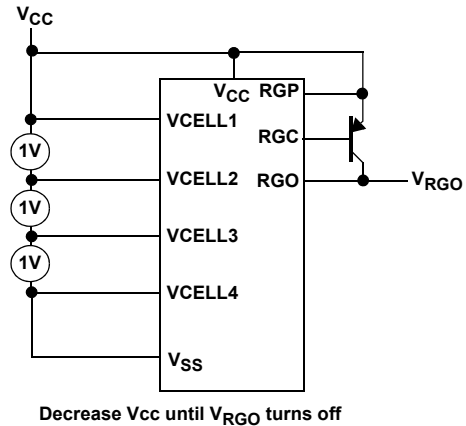 VCC
VCC RGP
VCELL1
RGC
1V
VCELL2
RGO
VRGO
1V
VCELL3
1V
VCELL4
VSS
Decrease Vcc until VRGO turns off